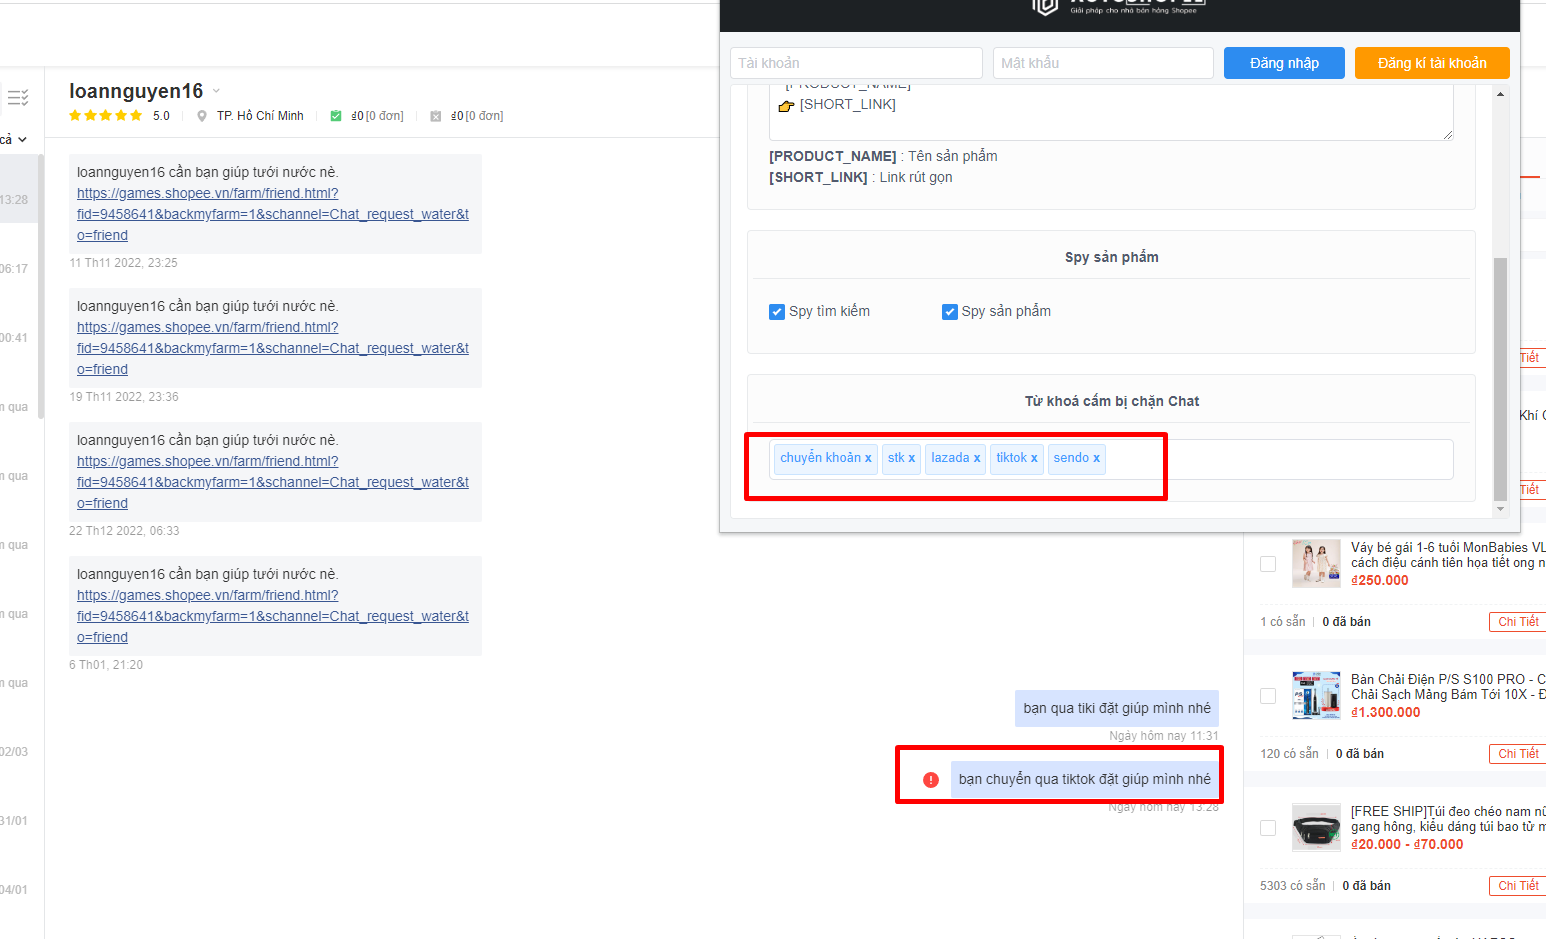 Giải pháp cho nhà bán hàng Shopee
Tài khoản
Mật khẩu
Đăng nhập
Đăng kí tài khoản
[PRODUCT_NAME]
👉 [SHORT_LINK]
[PRODUCT_NAME] : Tên sản phẩm
[SHORT_LINK] : Link rút gọn
Spy sản phẩm
Spy tìm kiếm
Spy sản phẩm
Từ khoá cấm bị chặn Chat
chuyển khoản x
stk x
lazada x
tiktok x
sendo x
cả
13:28
06:17
00:41
m qua
m qua
m qua
m qua
m qua
02/03
31/01
04/01
loannguyen16
5.0
TP. Hồ Chí Minh
₫0 [0 đơn]
₫0 [0 đơn]
loannguyen16 cần bạn giúp tưới nước nè.
https://games.shopee.vn/farm/friend.html?
fid=9458641&backmyfarm=1&schannel=Chat_request_water&t
o=friend
11 Th11 2022, 23:25
loannguyen16 cần bạn giúp tưới nước nè.
https://games.shopee.vn/farm/friend.html?
fid=9458641&backmyfarm=1&schannel=Chat_request_water&t
o=friend
19 Th11 2022, 23:36
loannguyen16 cần bạn giúp tưới nước nè.
https://games.shopee.vn/farm/friend.html?
fid=9458641&backmyfarm=1&schannel=Chat_request_water&t
o=friend
22 Th12 2022, 06:33
loannguyen16 cần bạn giúp tưới nước nè.
https://games.shopee.vn/farm/friend.html?
fid=9458641&backmyfarm=1&schannel=Chat_request_water&t
o=friend
6 Th01, 21:20
bạn qua tiki đặt giúp mình nhé
Ngày hôm nay 11:31
bạn chuyển qua tiktok đặt giúp mình nhé
Ngày hôm nay 13:28
Tiết
Khí
Tiết
Váy bé gái 1-6 tuổi MonBabies VL
cách điệu cánh tiên họa tiết ong n
₫250.000
1 có sẵn
0 đã bán
Chi Tiết
Bàn Chải Điện P/S S100 PRO - C
Chải Sạch Mảng Bám Tới 10X - Đ
₫1.300.000
120 có sẵn
0 đã bán
Chi Tiết
[FREE SHIP]Túi đeo chéo nam nữ
gang hông, kiểu dáng túi bao tử m
₫20.000 - ₫70.000
5303 có sẵn
0 đã bán
Chi Tiết